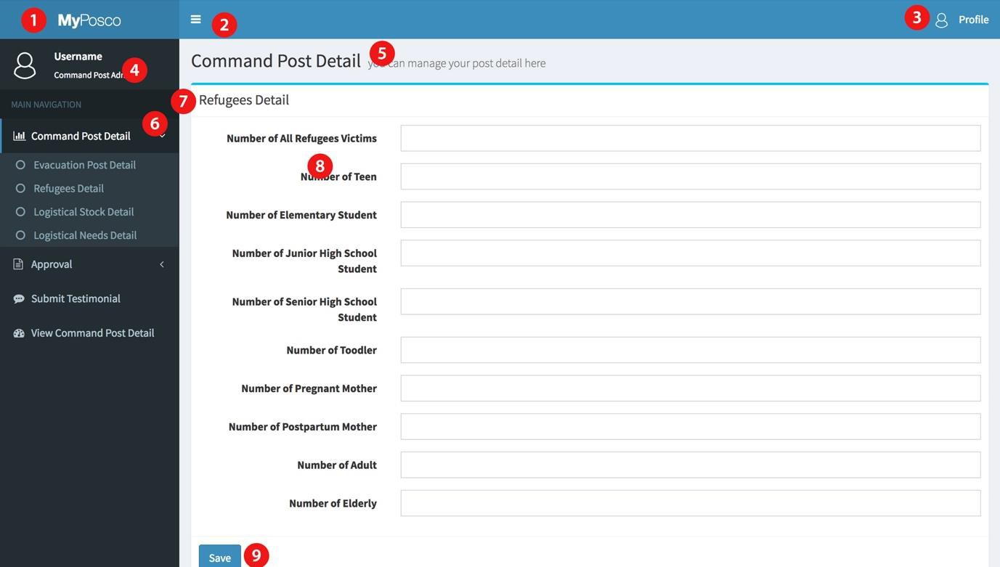 1 MyPosco
2
3 Profile
Username
Command Post Adm
4
MAIN NAVIGATION
6
Command Post Detail
Evacuation Post Detail
Refugees Detail
Logistical Stock Detail
Logistical Needs Detail
Approval
Submit Testimonial
View Command Post Detail
Command Post Detail 5 you can manage your post detail here
7 Refugees Detail
Number of All Refugees Victims
8
Number of Teen
Number of Elementary Student
Number of Junior High School
Student
Number of Senior High School
Student
Number of Toodler
Number of Pregnant Mother
Number of Postpartum Mother
Number of Adult
Number of Elderly
Save 9